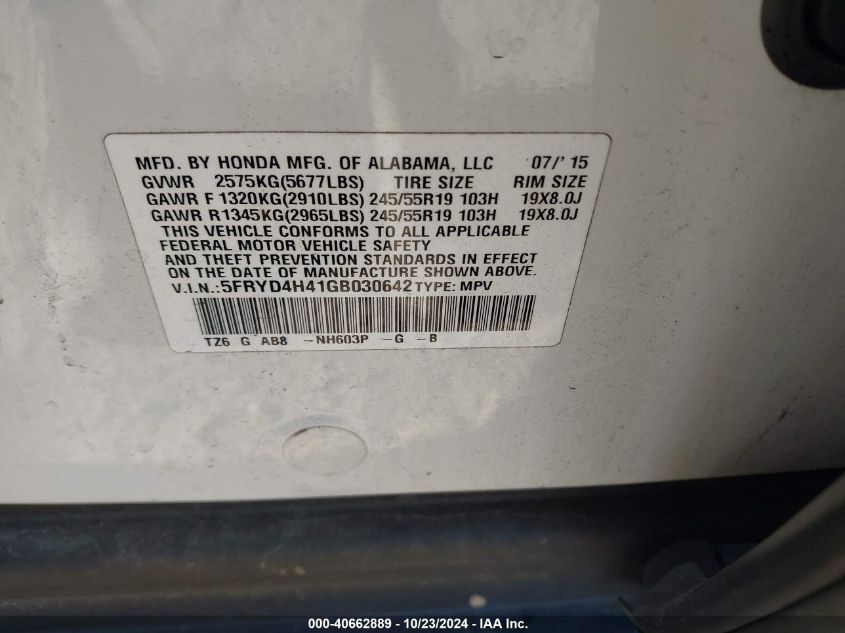 MFD. BY HONDA MFG. OF ALABAMA, LLC 07/' 15
GVWR 2575KG(5677LBS) TIRE SIZE RIM SIZE
GAWR F 1320KG(2910LBS) 245/55R19 103H 19X8.0J
GAWR R1345KG(2965LBS) 245/55R19 103H 19X8.0J
THIS VEHICLE CONFORMS TO ALL APPLICABLE
FEDERAL MOTOR VEHICLE SAFETY
AND THEFT PREVENTION STANDARDS IN EFFECT
ON THE DATE OF MANUFACTURE SHOWN ABOVE.
V.I.N.:5FRYD4H41GB030642 TYPE: MPV
TZ6 G AB8 -NH603P -G -B
000-40662889 - 10/23/2024 - IAA Inc.